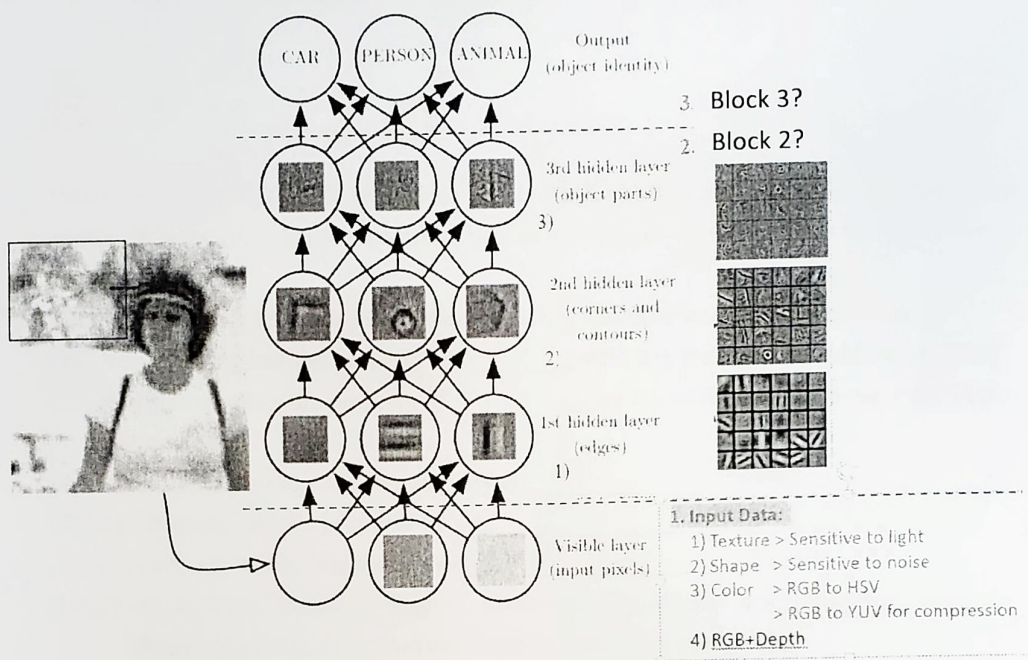 CAR PERSON ANIMAL
Output
(object identity)
3. Block 3?
2. Block 2?
3rd hidden layer
(object parts)
3)
2nd hidden layer
(corners and
contours)
2)
1st hidden layer
(edges)
1)
Visible layer
(input pixels)
1. Input Data:
1) Texture > Sensitive to light
2) Shape > Sensitive to noise
3) Color > RGB to HSV
> RGB to YUV for compression
4) RGB+Depth